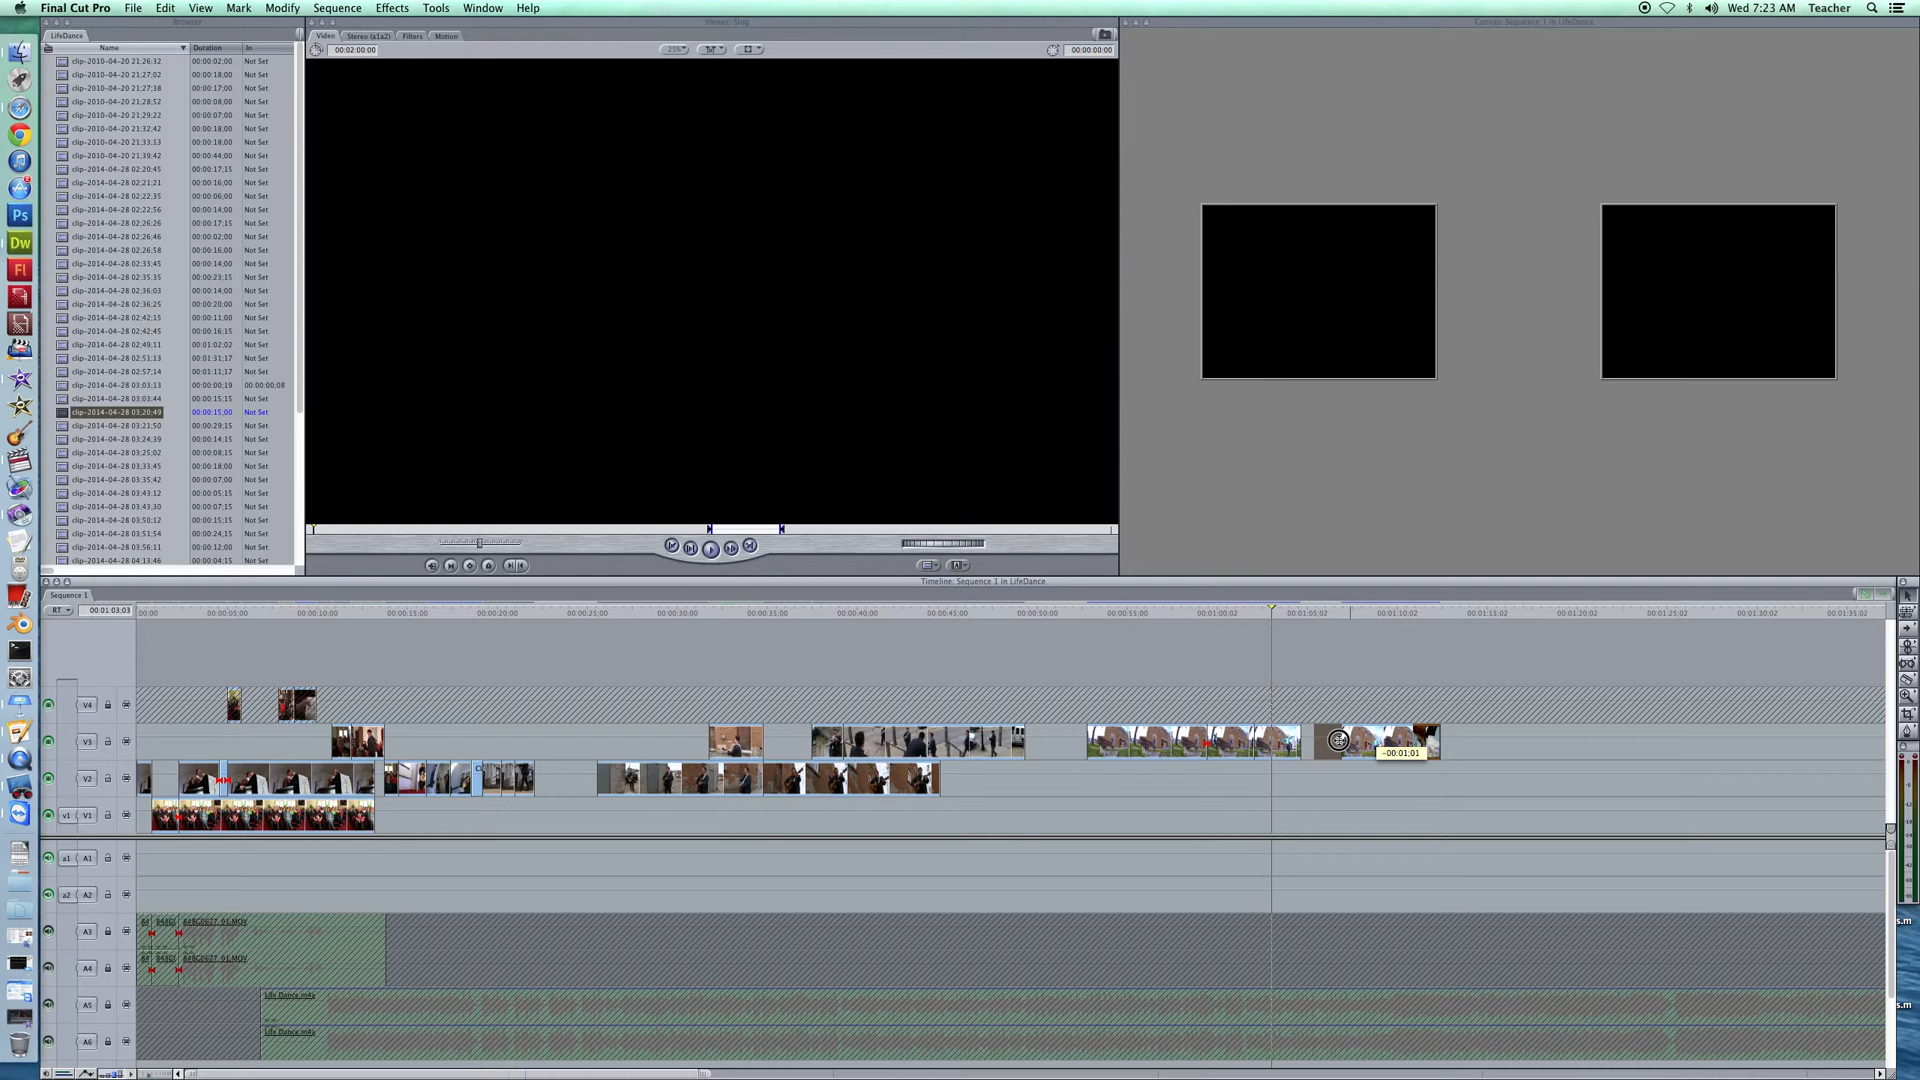 Final Cut Pro File Edit View Mark Modify Sequence Effects Tools Window Help Wed 7:23 AM Teacher
Browser
LifeDance
Name Duration In
clip-2010-04-20 21;26;32 00:00:02;00 Not Set
clip-2010-04-20 21;27;02 00:00:18;00 Not Set
clip-2010-04-20 21;27;38 00:00:17;00 Not Set
clip-2010-04-20 21;28;52 00:00:08;00 Not Set
clip-2010-04-20 21;29;22 00:00:07;00 Not Set
clip-2010-04-20 21;32;42 00:00:18;00 Not Set
clip-2010-04-20 21;33;13 00:00:18;00 Not Set
clip-2010-04-20 21;39;42 00:00:44;00 Not Set
clip-2014-04-28 02;20;45 00:00:17;15 Not Set
clip-2014-04-28 02;21;21 00:00:16;00 Not Set
clip-2014-04-28 02;22;35 00:00:06;00 Not Set
clip-2014-04-28 02;22;56 00:00:14;00 Not Set
clip-2014-04-28 02;26;26 00:00:17;15 Not Set
clip-2014-04-28 02;26;46 00:00:02;00 Not Set
clip-2014-04-28 02;26;58 00:00:16;00 Not Set
clip-2014-04-28 02;33;45 00:00:14;00 Not Set
clip-2014-04-28 02;35;35 00:00:23;15 Not Set
clip-2014-04-28 02;36;03 00:00:14;00 Not Set
clip-2014-04-28 02;36;25 00:00:20;00 Not Set
clip-2014-04-28 02;42;15 00:00:11;00 Not Set
clip-2014-04-28 02;42;45 00:00:16;15 Not Set
clip-2014-04-28 02;49;11 00:01:02;02 Not Set
clip-2014-04-28 02;51;13 00:01:31;17 Not Set
clip-2014-04-28 02;57;14 00:01:11;17 Not Set
clip-2014-04-28 03;03;13 00:00:00;19 00:00:00;08
clip-2014-04-28 03;03;44 00:00:15;15 Not Set
clip-2014-04-28 03;20;49 00:00:15;00 Not Set
clip-2014-04-28 03;21;50 00:00:29;15 Not Set
clip-2014-04-28 03;24;39 00:00:14;15 Not Set
clip-2014-04-28 03;25;02 00:00:08;15 Not Set
clip-2014-04-28 03;33;45 00:00:18;00 Not Set
clip-2014-04-28 03;35;42 00:00:07;00 Not Set
clip-2014-04-28 03;43;12 00:00:05;15 Not Set
clip-2014-04-28 03;43;30 00:00:07;15 Not Set
clip-2014-04-28 03;50;12 00:00:15;15 Not Set
clip-2014-04-28 03;51;54 00:00:24;15 Not Set
clip-2014-04-28 03;56;11 00:00:12;00 Not Set
clip-2014-04-28 04;13;46 00:00:04;15 Not Set
Viewer: Slug
Video Stereo (a1a2) Filters Motion
00:02:00:00 25% 00:00:00:00
Canvas: Sequence 1 in LifeDance
Ps
Dw
Fl
Timeline: Sequence 1 in LifeDance
Sequence 1
RT 00:01:03;03 00;00 00:00:05;00 00:00:10;00 00:00:15;00 00:00:20;00 00:00:25;00 00:00:30;00 00:00:35;00 00:00:40;00 00:00:45;00 00:00:50;00 00:00:55;00 00:01:00;02 00:01:05;02 00:01:10;02 00:01:15;02 00:01:20;02 00:01:25;02 00:01:30;02 00:01:35;02
V4
V3
-00:01;01
V2
v1 V1
a1 A1
a2 A2
A3 848G0677_01.MOV
A4 848G0677_01.MOV
A5 Life Dance.m4a
A6 Life Dance.m4a
s.m
s.m